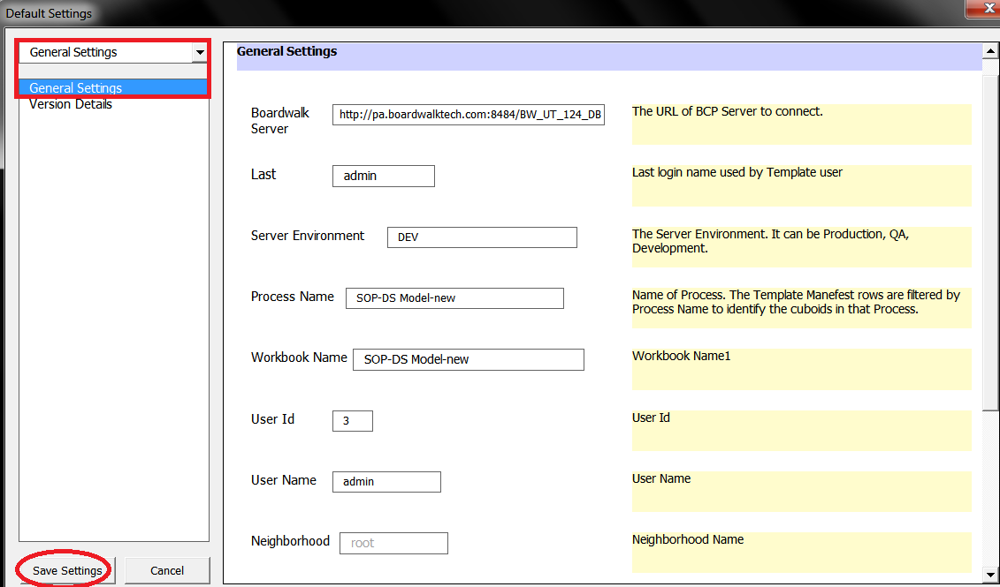 Default Settings
General Settings
General Settings
Version Details
General Settings
Boardwalk
Server
http://pa.boardwalktech.com:8484/BW_UT_124_DB
The URL of BCP Server to connect.
Last
admin
Last login name used by Template user
Server Environment
DEV
The Server Environment. It can be Production, QA,
Development.
Process Name
SOP-DS Model-new
Name of Process. The Template Manefest rows are filtered by
Process Name to identify the cuboids in that Process.
Workbook Name
SOP-DS Model-new
Workbook Name1
User Id
3
User Id
User Name
admin
User Name
Neighborhood
root
Neighborhood Name
Save Settings
Cancel